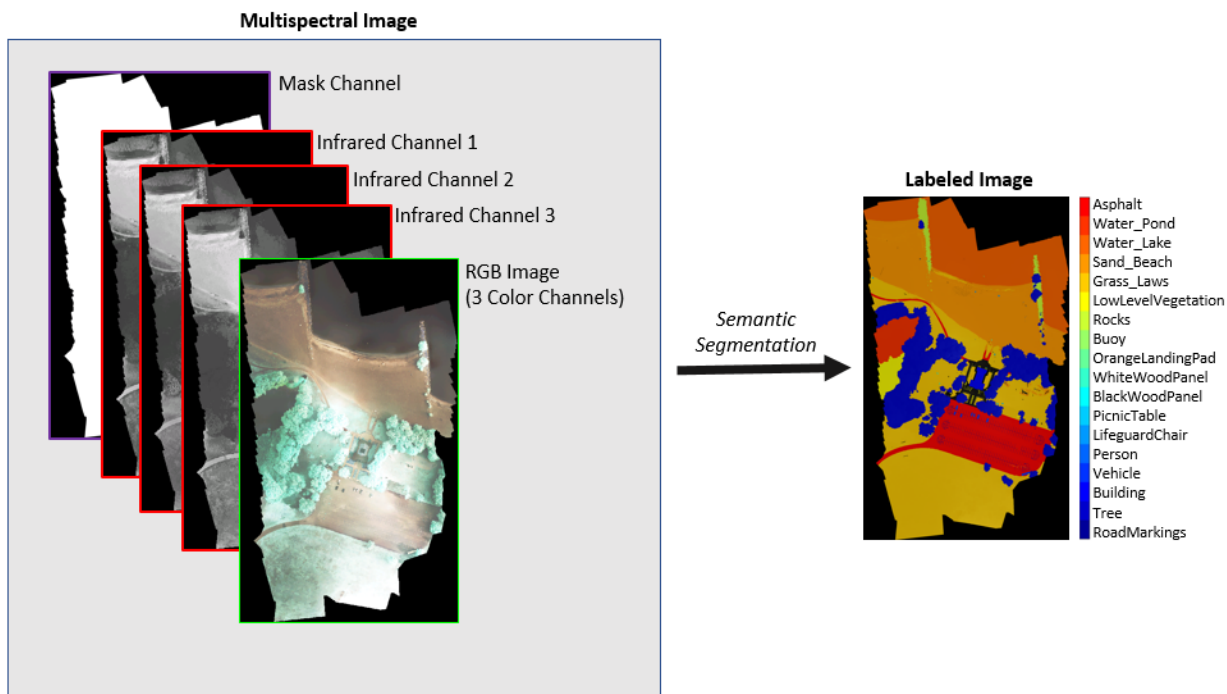 Multispectral Image
Mask Channel
Infrared Channel 1
Infrared Channel 2
Infrared Channel 3
RGB Image
(3 Color Channels)
Semantic
Segmentation
Labeled Image
Asphalt
Water_Pond
Water_Lake
Sand_Beach
Grass_Laws
LowLevelVegetation
Rocks
Buoy
OrangeLandingPad
WhiteWoodPanel
BlackWoodPanel
PicnicTable
LifeguardChair
Person
Vehicle
Building
Tree
RoadMarkings